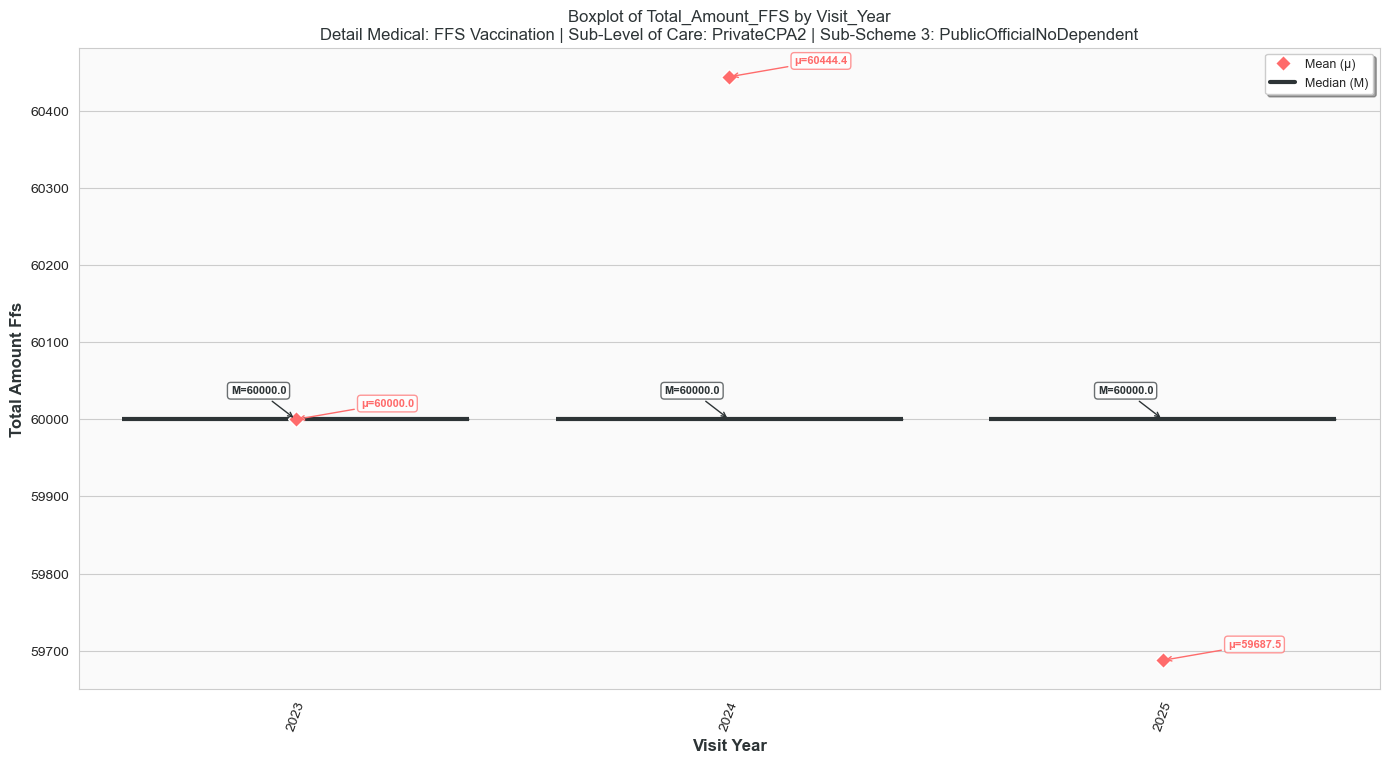 Boxplot of Total_Amount_FFS by Visit_Year
Detail Medical: FFS Vaccination | Sub-Level of Care: PrivateCPA2 | Sub-Scheme 3: PublicOfficialNoDependent
Mean (μ)
Median (M)
μ=60444.4
60400
60300
60200
60100
60000
59900
59800
59700
M=60000.0
μ=60000.0
M=60000.0
M=60000.0
μ=59687.5
Total Amount Ffs
2023
2024
2025
Visit Year